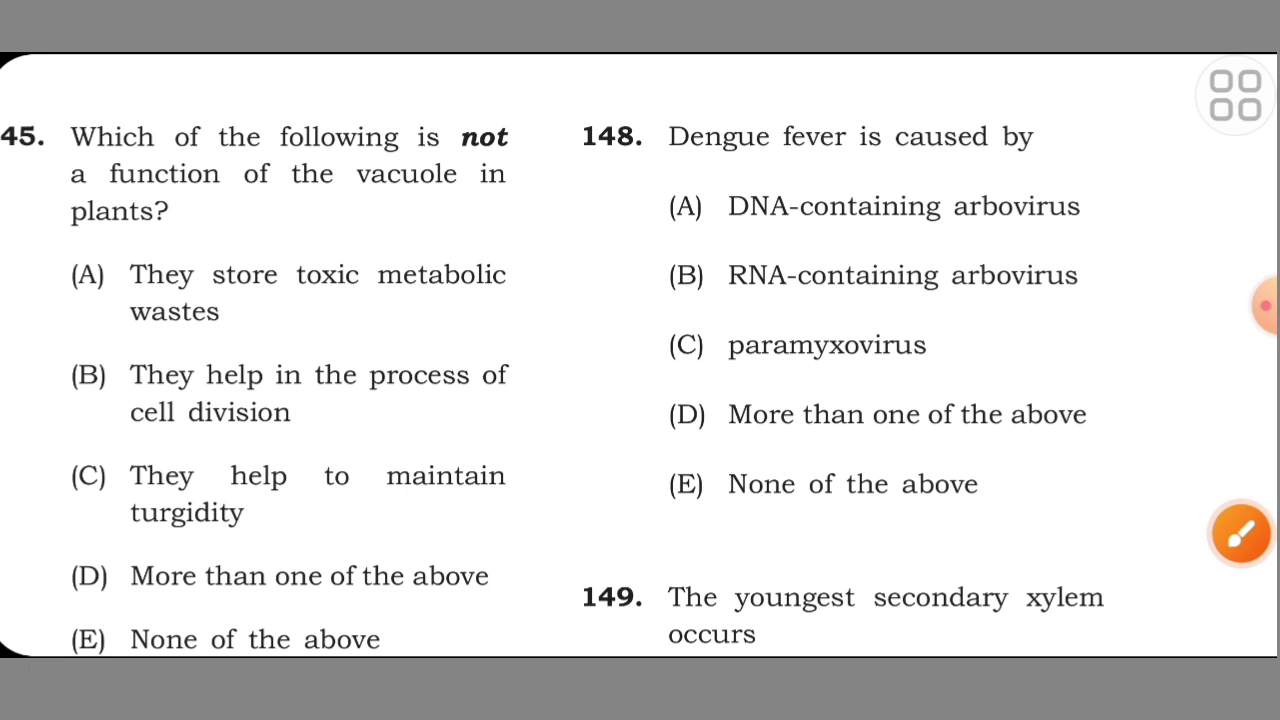 45. Which of the following is not
a function of the vacuole in
plants?
(A) They store toxic metabolic
wastes
(B) They help in the process of
cell division
(C) They help to maintain
turgidity
(D) More than one of the above
(E) None of the above
148. Dengue fever is caused by
(A) DNA-containing arbovirus
(B) RNA-containing arbovirus
(C) paramyxovirus
(D) More than one of the above
(E) None of the above
149. The youngest secondary xylem
occurs